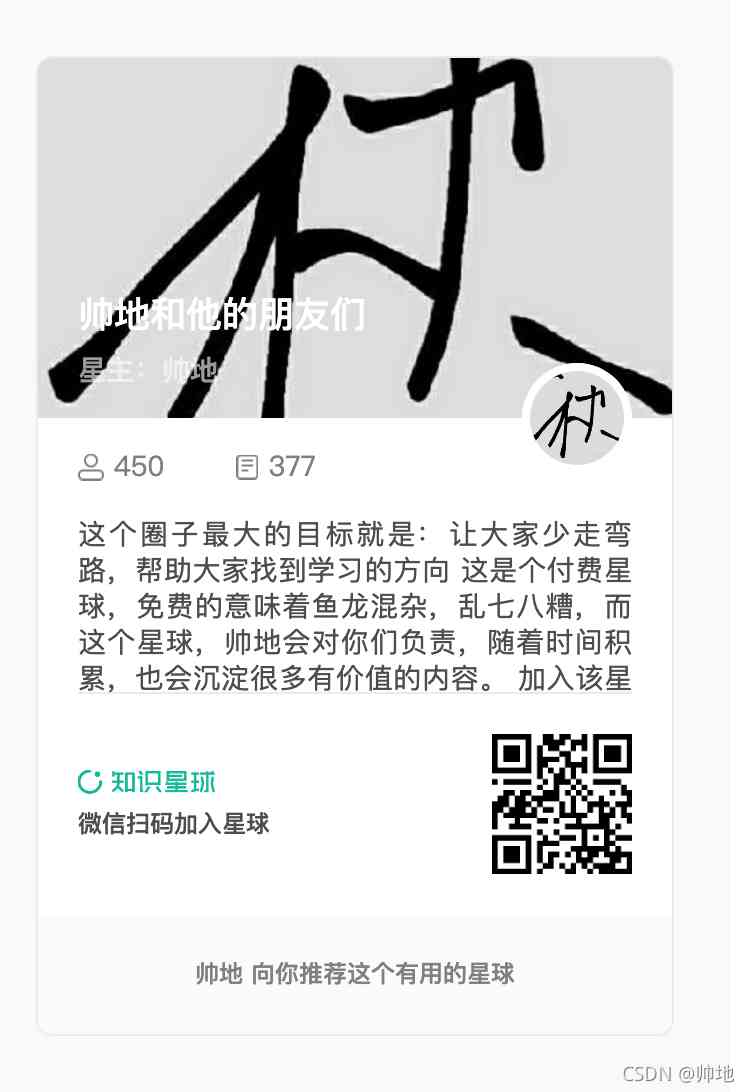 帅地和他的朋友们
星主：帅地
450 377
这个圈子最大的目标就是： 让大家少走弯
路，帮助大家找到学习的方向 这是个付费星
球，免费的意味着鱼龙混杂，乱七八糟，而
这个星球，帅地会对你们负责，随着时间积
累，也会沉淀很多有价值的内容。 加入该星
知识星球
微信扫码加入星球
帅地 向你推荐这个有用的星球
CSDN @帅地